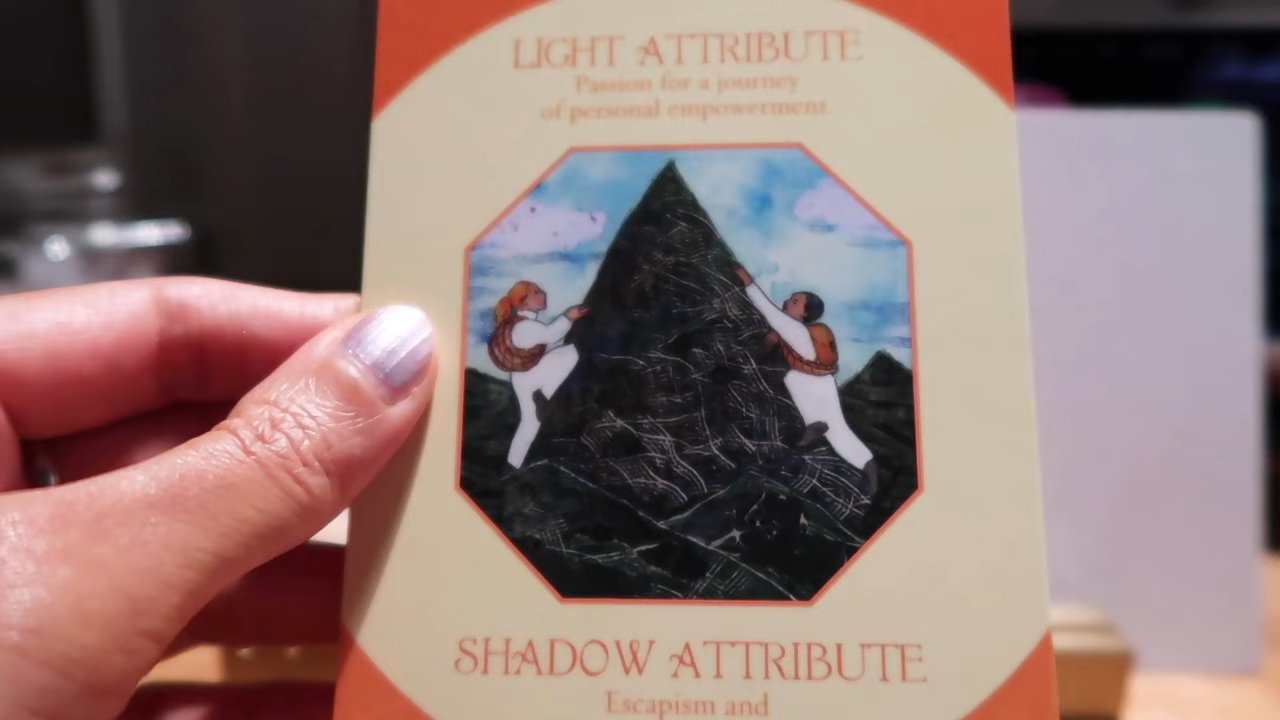 LIGHT ATTRIBUTE
Passion for a journey
of personal empowerment
SHADOW ATTRIBUTE
Escapism and